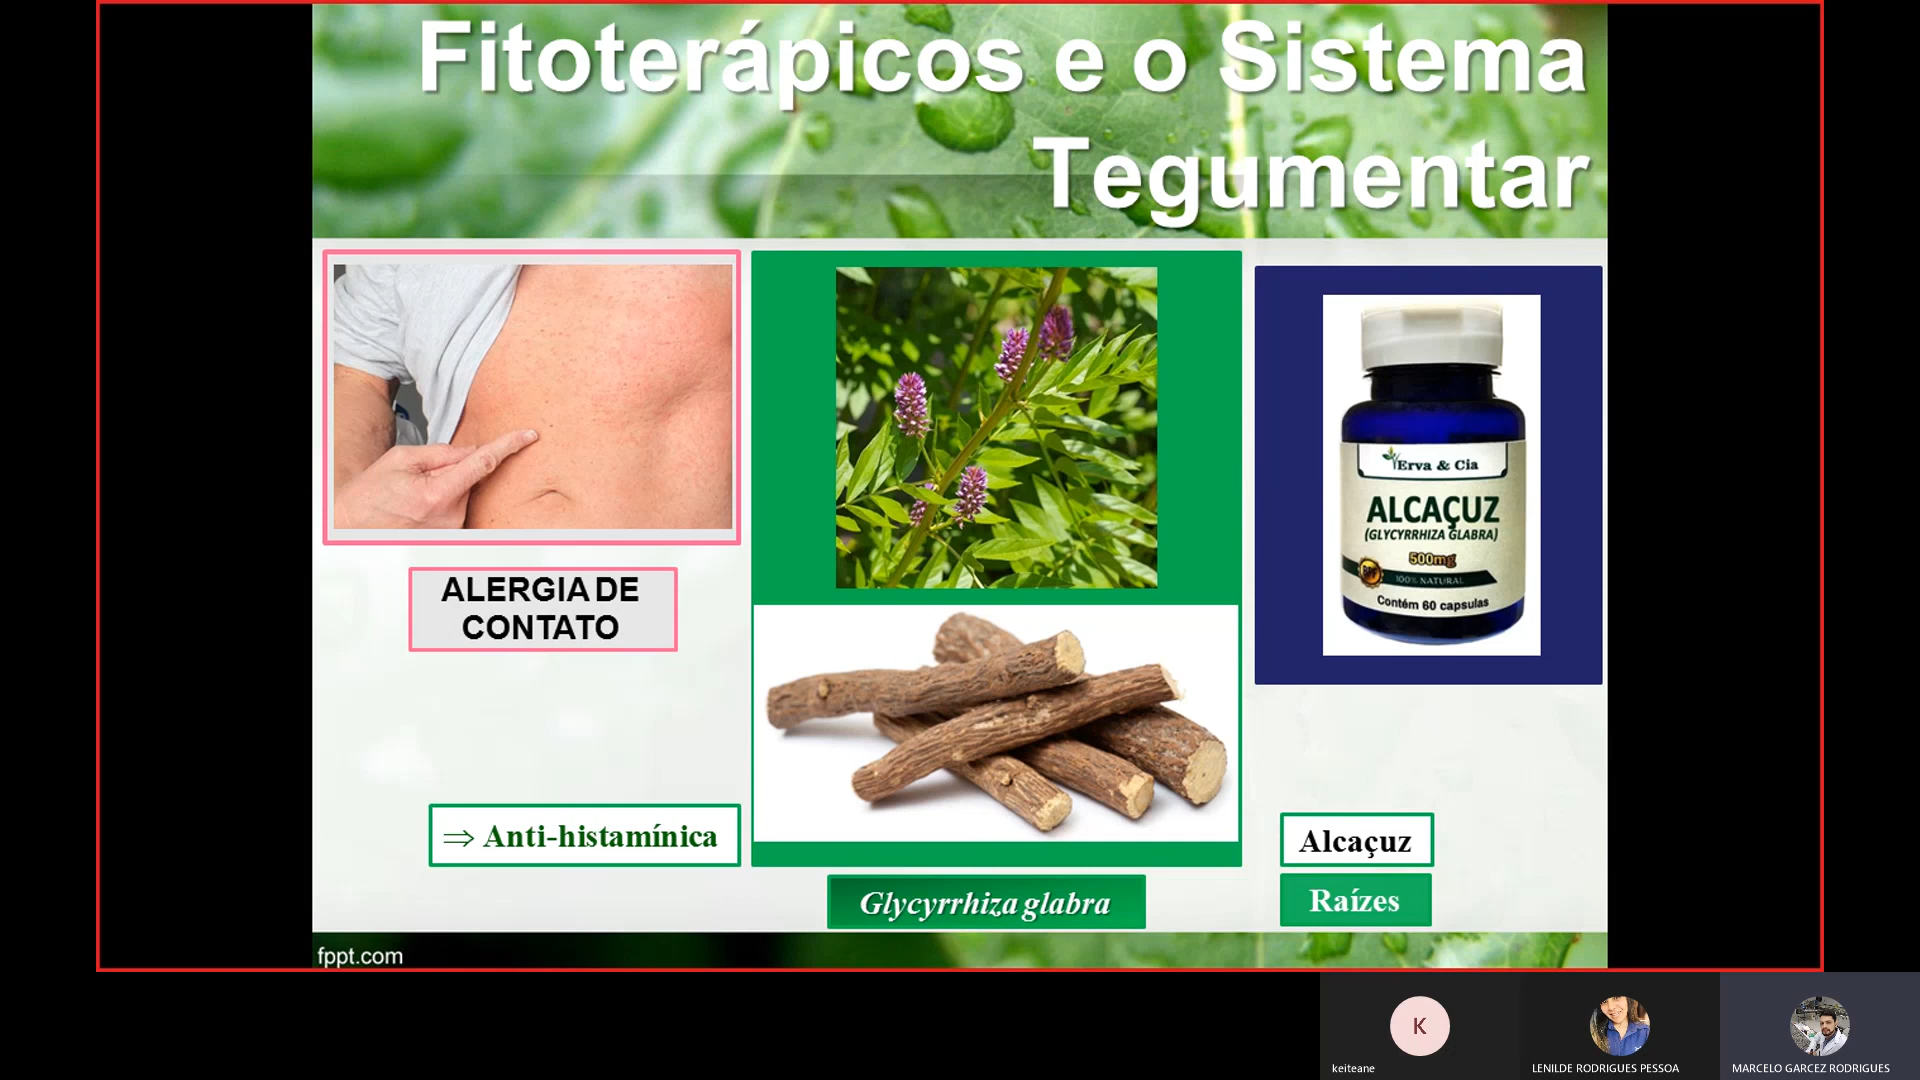 Fitoterápicos e o Sistema
Tegumentar
ALERGIA DE
CONTATO
⇒ Anti-histamínica
Erva & Cia
ALCAÇUZ
(GLYCYRRHIZA GLABRA)
500mg
BPF
100% NATURAL
Contém 60 capsulas
Glycyrrhiza glabra
Alcaçuz
Raízes
fppt.com
K
keiteane
LENILDE RODRIGUES PESSOA
MARCELO GARCEZ RODRIGUES